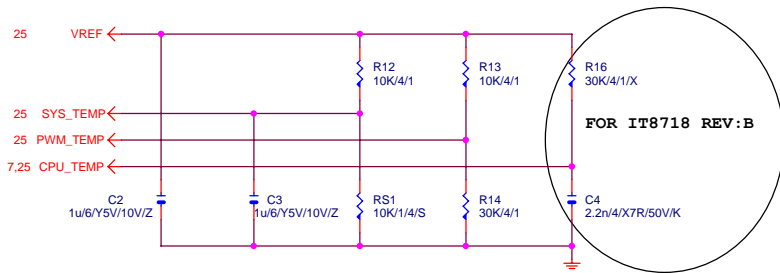 25 VREF
R12
10K/4/1
R13
10K/4/1
R16
30K/4/1/X
25 SYS_TEMP
25 PWM_TEMP
7,25 CPU_TEMP
FOR IT8718 REV:B
C2
1u/6/Y5V/10V/Z
C3
1u/6/Y5V/10V/Z
RS1
10K/1/4/S
R14
30K/4/1
C4
2.2n/4/X7R/50V/K